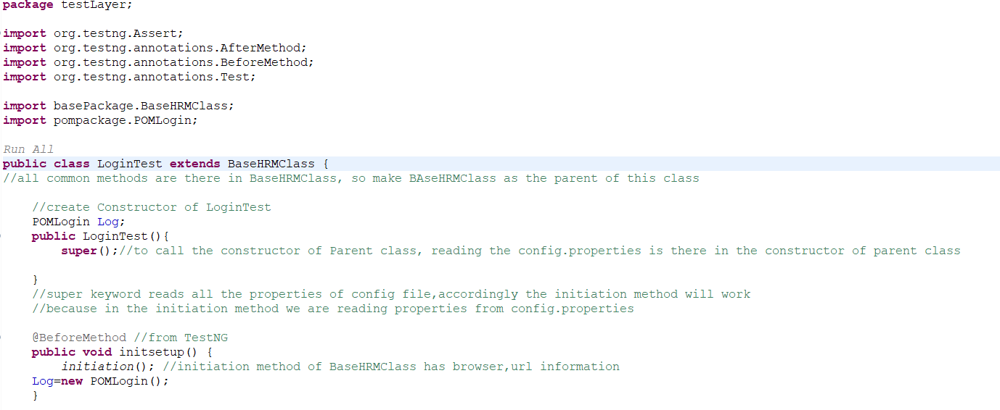 package testLayer;
import org.testng.Assert;
import org.testng.annotations.AfterMethod;
import org.testng.annotations.BeforeMethod;
import org.testng.annotations.Test;
import basePackage.BaseHRMClass;
import pompackage.POMLogin;
Run All
public class LoginTest extends BaseHRMClass {
//all common methods are there in BaseHRMClass, so make BAseHRMClass as the parent of this class
//create Constructor of LoginTest
POMLogin Log;
public LoginTest(){
super();//to call the constructor of Parent class, reading the config.properties is there in the constructor of parent class
}
//super keyword reads all the properties of config file,accordingly the initiation method will work
//because in the initiation method we are reading properties from config.properties
@BeforeMethod //from TestNG
public void initsetup() {
initiation(); //initiation method of BaseHRMClass has browser,url information
Log=new POMLogin();
}